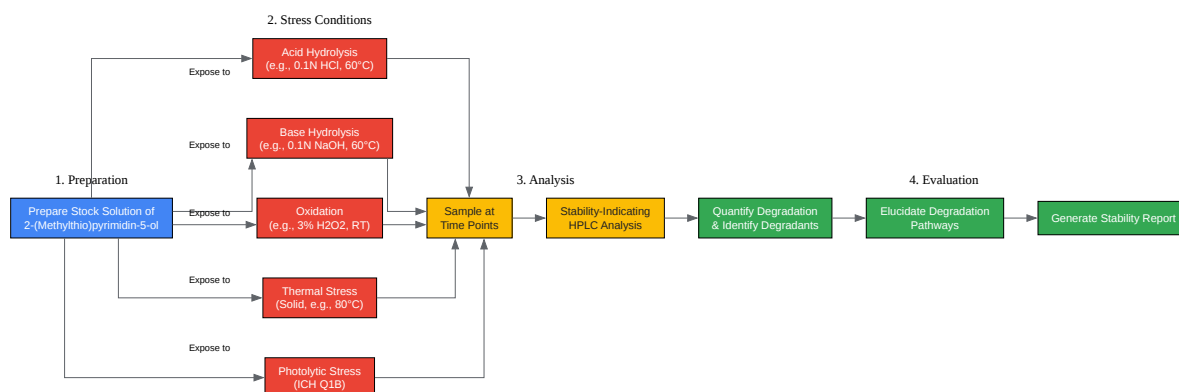 2. Stress Conditions
Acid Hydrolysis
(e.g., 0.1N HCl, 60°C)
Expose to
Base Hydrolysis
(e.g., 0.1N NaOH, 60°C)
Expose to
1. Preparation
3. Analysis
4. Evaluation
Prepare Stock Solution of
2-(Methylthio)pyrimidin-5-ol
Expose to
Oxidation
(e.g., 3% H2O2, RT)
Sample at
Time Points
Stability-Indicating
HPLC Analysis
Quantify Degradation
& Identify Degradants
Elucidate Degradation
Pathways
Generate Stability Report
Expose to
Thermal Stress
(Solid, e.g., 80°C)
Expose to
Photolytic Stress
(ICH Q1B)